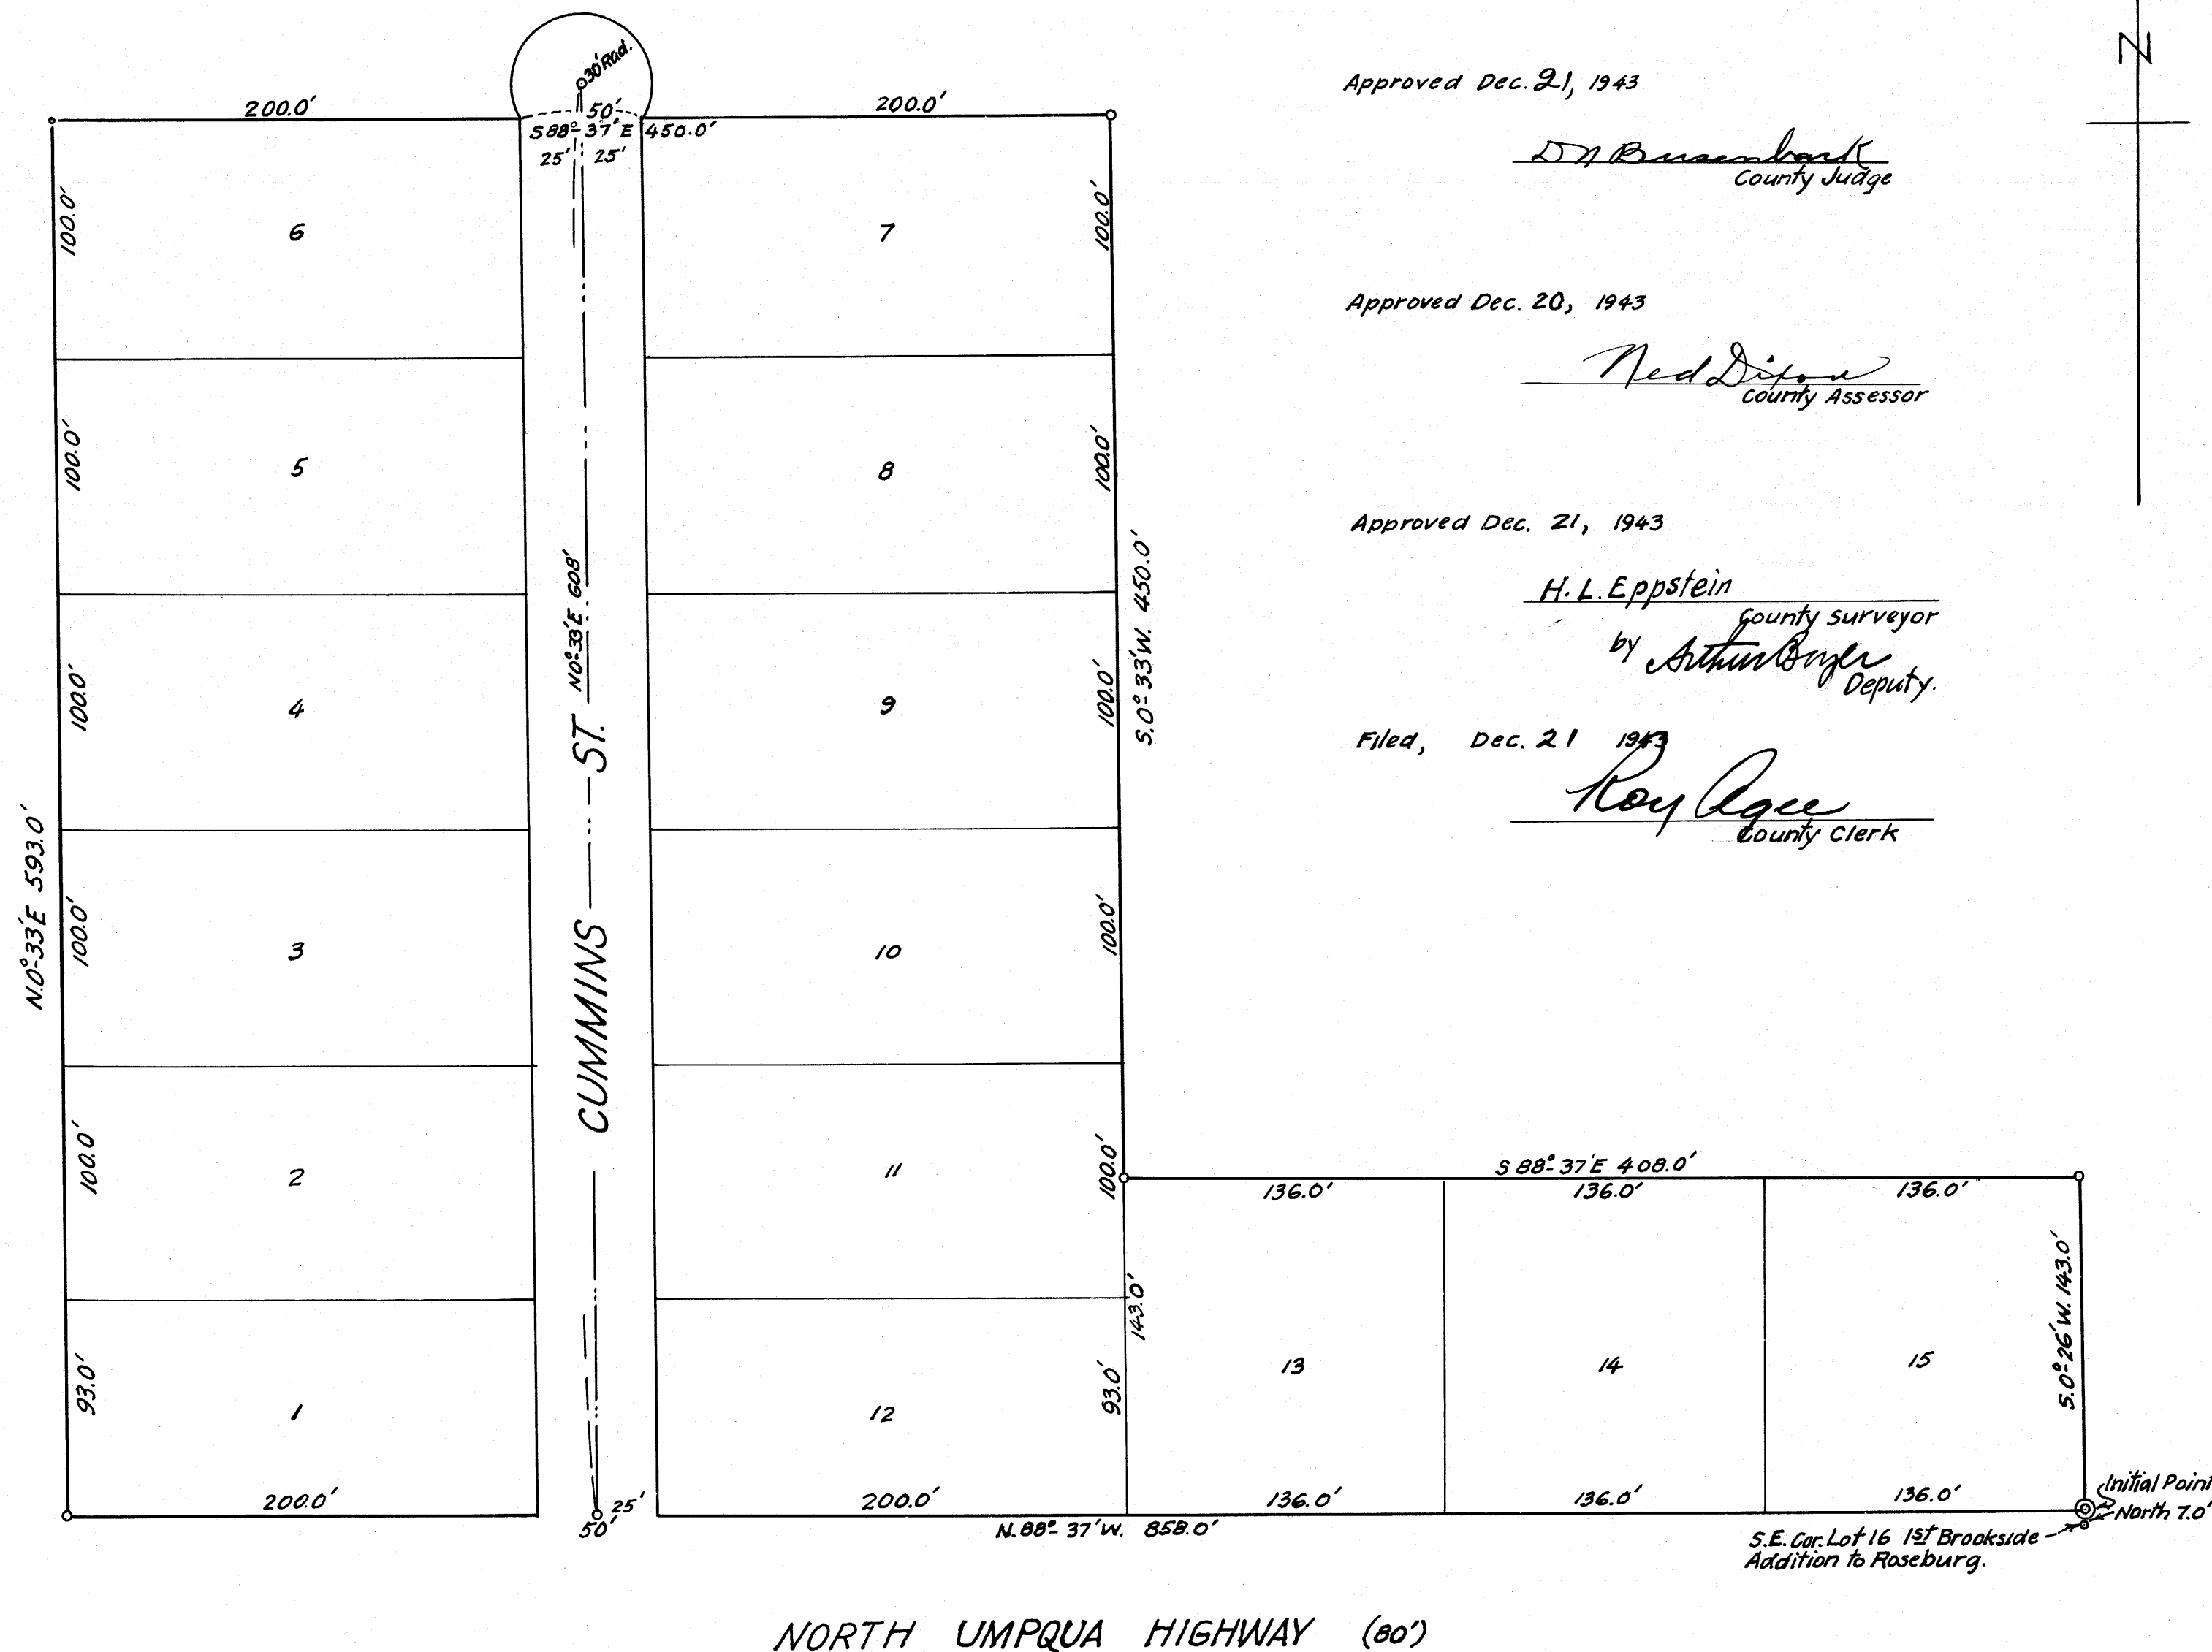 N
30' Rad.
200.0'
50'
200.0'
S 88°-37' E 450.0'
25' 25'
Approved Dec. 21, 1943
D N Busenbark
County Judge
Approved Dec. 20, 1943
Ned Dixon
County Assessor
Approved Dec. 21, 1943
H. L. Eppstein
County Surveyor
by Arthur Boyer
Deputy.
Filed, Dec. 21 1943
Roy Agee
County Clerk
100.0'
6
7
100.0'
100.0'
5
8
100.0'
N0°-33'E 608'
S.0°-33'W. 450.0'
100.0'
4
9
100.0'
CUMMINS ST.
N.0°-33'E 593.0'
100.0'
3
10
100.0'
100.0'
2
11
100.0'
S 88°-37'E 408.0'
136.0'
136.0'
136.0'
143.0'
S.0°-26'W. 143.0'
93.0'
1
12
93.0'
13
14
15
200.0'
25'
50'
200.0'
136.0'
136.0'
136.0'
N. 88°-37'W. 858.0'
Initial Point
North 7.0'
S.E. Cor. Lot 16 1st Brookside
Addition to Roseburg.
NORTH UMPQUA HIGHWAY (80')